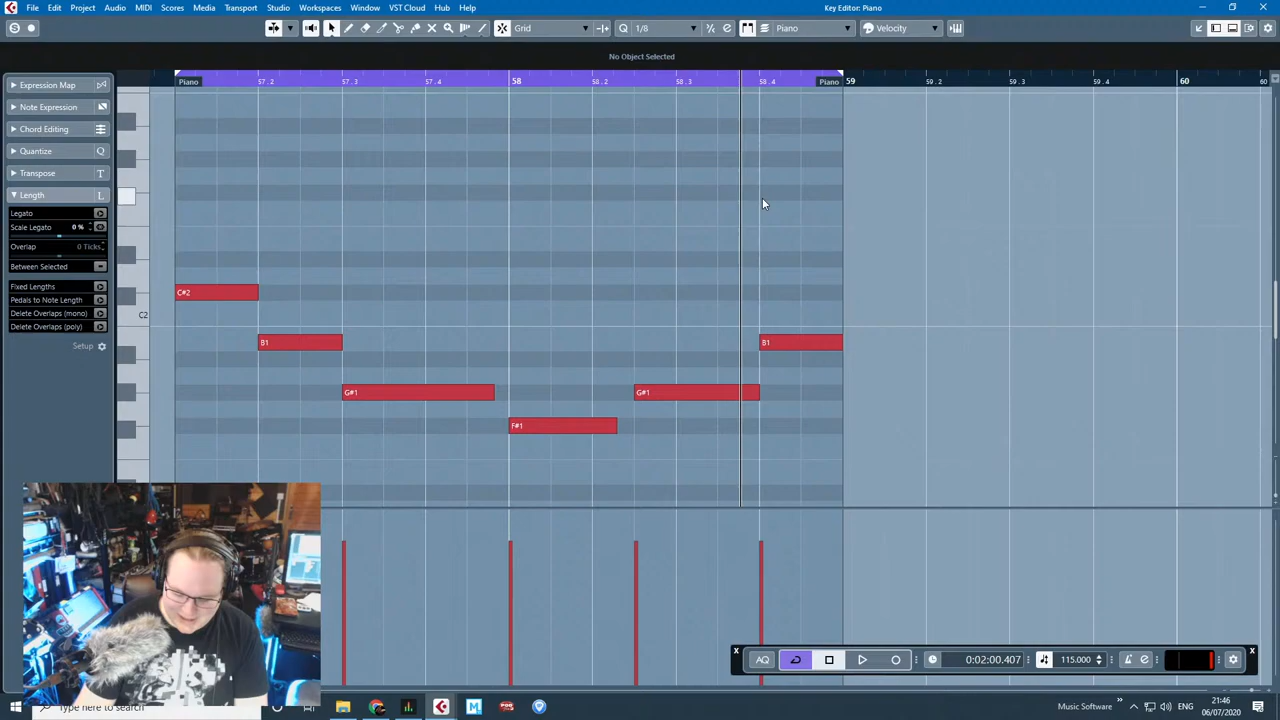 File Edit Project Audio MIDI Scores Media Transport Studio Workspaces Window VST Cloud Hub Help
Key Editor: Piano
Grid
Q 1/8
Piano
Velocity
No Object Selected
Expression Map
Note Expression
Chord Editing
Quantize Q
Transpose T
Length L
Legato
Scale Legato 0 %
Overlap 0 Ticks
Between Selected
Fixed Lengths
Pedals to Note Length
Delete Overlaps (mono)
Delete Overlaps (poly)
Setup
Piano 57.2 57.3 57.4 58 58.2 58.3 58.4 Piano 59 59.2 59.3 59.4 60 60
C#2
C2
B1
B1
G#1
G#1
F#1
AQ
0:02:00.407
115.000
Type here to search
Music Software
ENG
21:46
06/07/2020